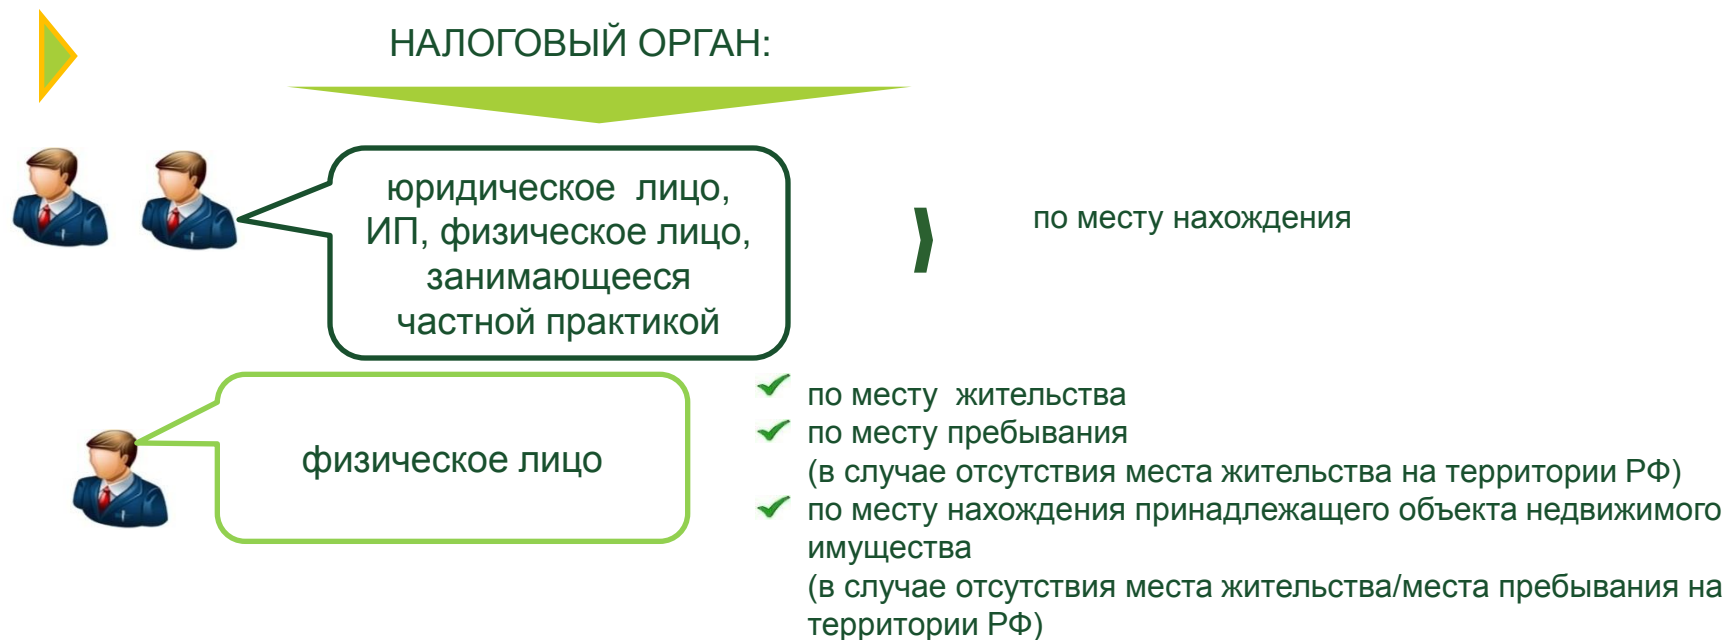 НАЛОГОВЫЙ ОРГАН:
юридическое лицо,
ИП, физическое лицо,
занимающееся
частной практикой
по месту нахождения
физическое лицо
по месту жительства
по месту пребывания
(в случае отсутствия места жительства на территории РФ)
по месту нахождения принадлежащего объекта недвижимого
имущества
(в случае отсутствия места жительства/места пребывания на
территории РФ)